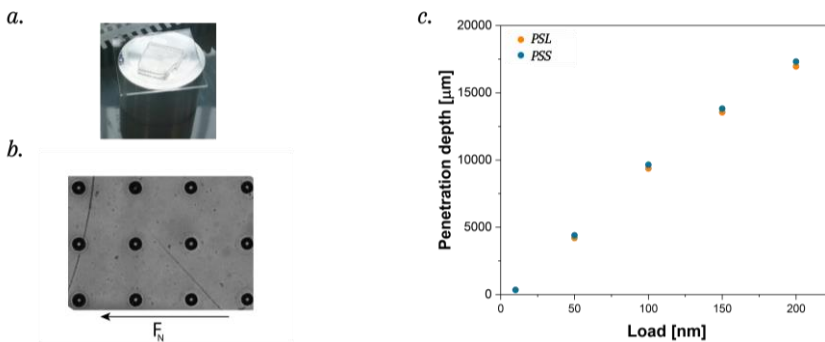 a.
b.
F_N
c.
Penetration depth [μm]
20000
15000
10000
5000
0
PSL
PSS
0 50 100 150 200
Load [nm]